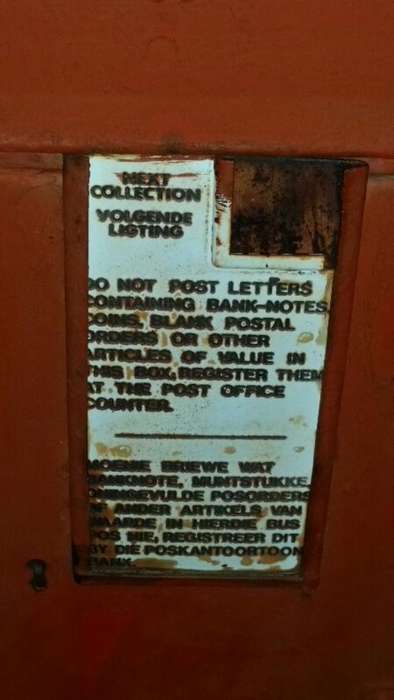 NEXT
COLLECTION
VOLGENDE
LIGTING
DO NOT POST LETTERS
CONTAINING BANK-NOTES,
COINS, BLANK POSTAL
ORDERS OR OTHER
ARTICLES OF VALUE IN
THIS BOX, REGISTER THEM
AT THE POST OFFICE
COUNTER.
MOENIE BRIEWE WAT
BANKNOTE, MUNTSTUKKE,
ONINGEVULDE POSORDERS
OF ANDER ARTIKELS VAN
WAARDE IN HIERDIE BUS
POS NIE, REGISTREER DIT
BY DIE POSKANTOORTOON
BANK.